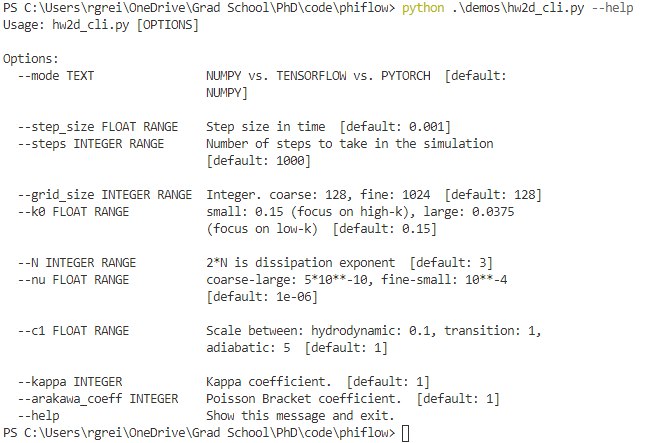 PS C:\Users\rgrei\OneDrive\Grad School\PhD\code\phiflow> python .\demos\hw2d_cli.py --help
Usage: hw2d_cli.py [OPTIONS]
Options:
--mode TEXT NUMPY vs. TENSORFLOW vs. PYTORCH [default:
NUMPY]
--step_size FLOAT RANGE Step size in time [default: 0.001]
--steps INTEGER RANGE Number of steps to take in the simulation
[default: 1000]
--grid_size INTEGER RANGE Integer. coarse: 128, fine: 1024 [default: 128]
--k0 FLOAT RANGE small: 0.15 (focus on high-k), large: 0.0375
(focus on low-k) [default: 0.15]
--N INTEGER RANGE 2*N is dissipation exponent [default: 3]
--nu FLOAT RANGE coarse-large: 5*10**-10, fine-small: 10**-4
[default: 1e-06]
--c1 FLOAT RANGE Scale between: hydrodynamic: 0.1, transition: 1,
adiabatic: 5 [default: 1]
--kappa INTEGER Kappa coefficient. [default: 1]
--arakawa_coeff INTEGER Poisson Bracket coefficient. [default: 1]
--help Show this message and exit.
PS C:\Users\rgrei\OneDrive\Grad School\PhD\code\phiflow>